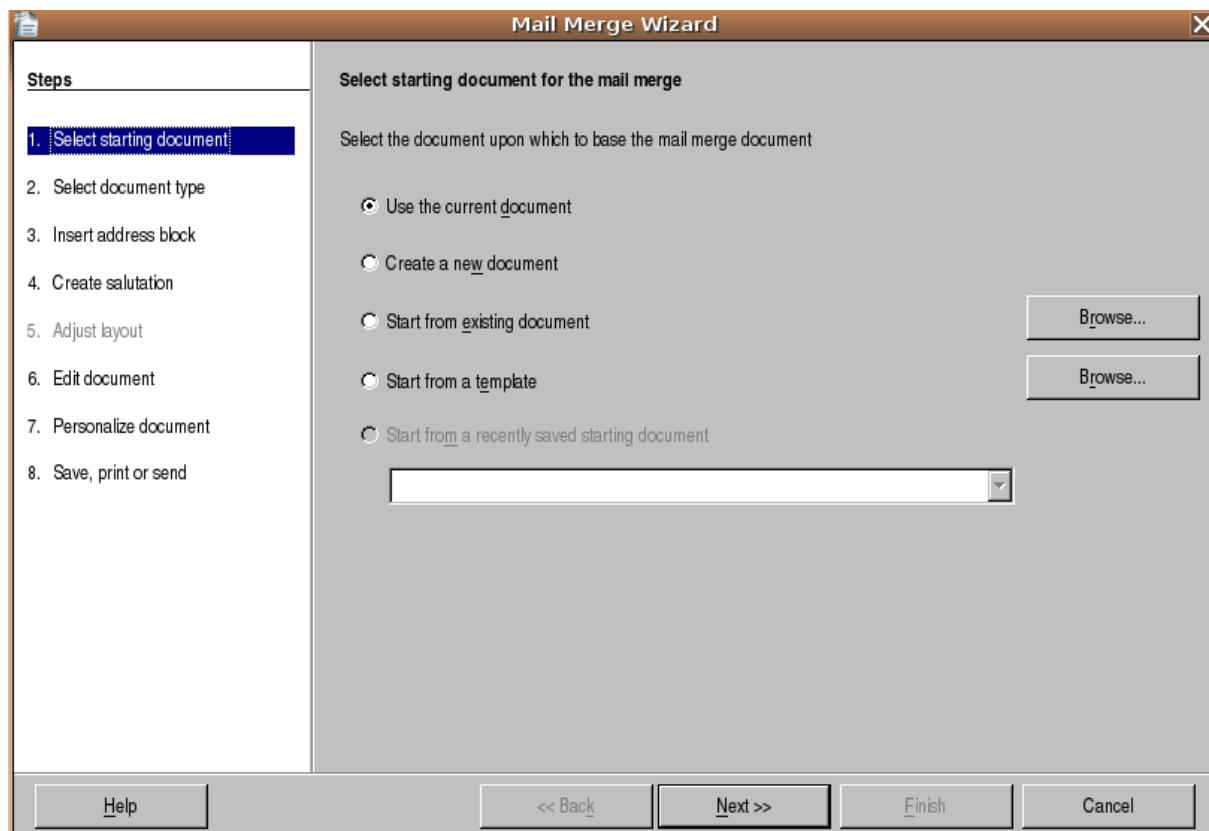 Mail Merge Wizard
Steps
1. Select starting document
2. Select document type
3. Insert address block
4. Create salutation
5. Adjust layout
6. Edit document
7. Personalize document
8. Save, print or send
Select starting document for the mail merge
Select the document upon which to base the mail merge document
Use the current document
Create a new document
Start from existing document
Browse...
Start from a template
Browse...
Start from a recently saved starting document
Help
<< Back
Next >>
Finish
Cancel